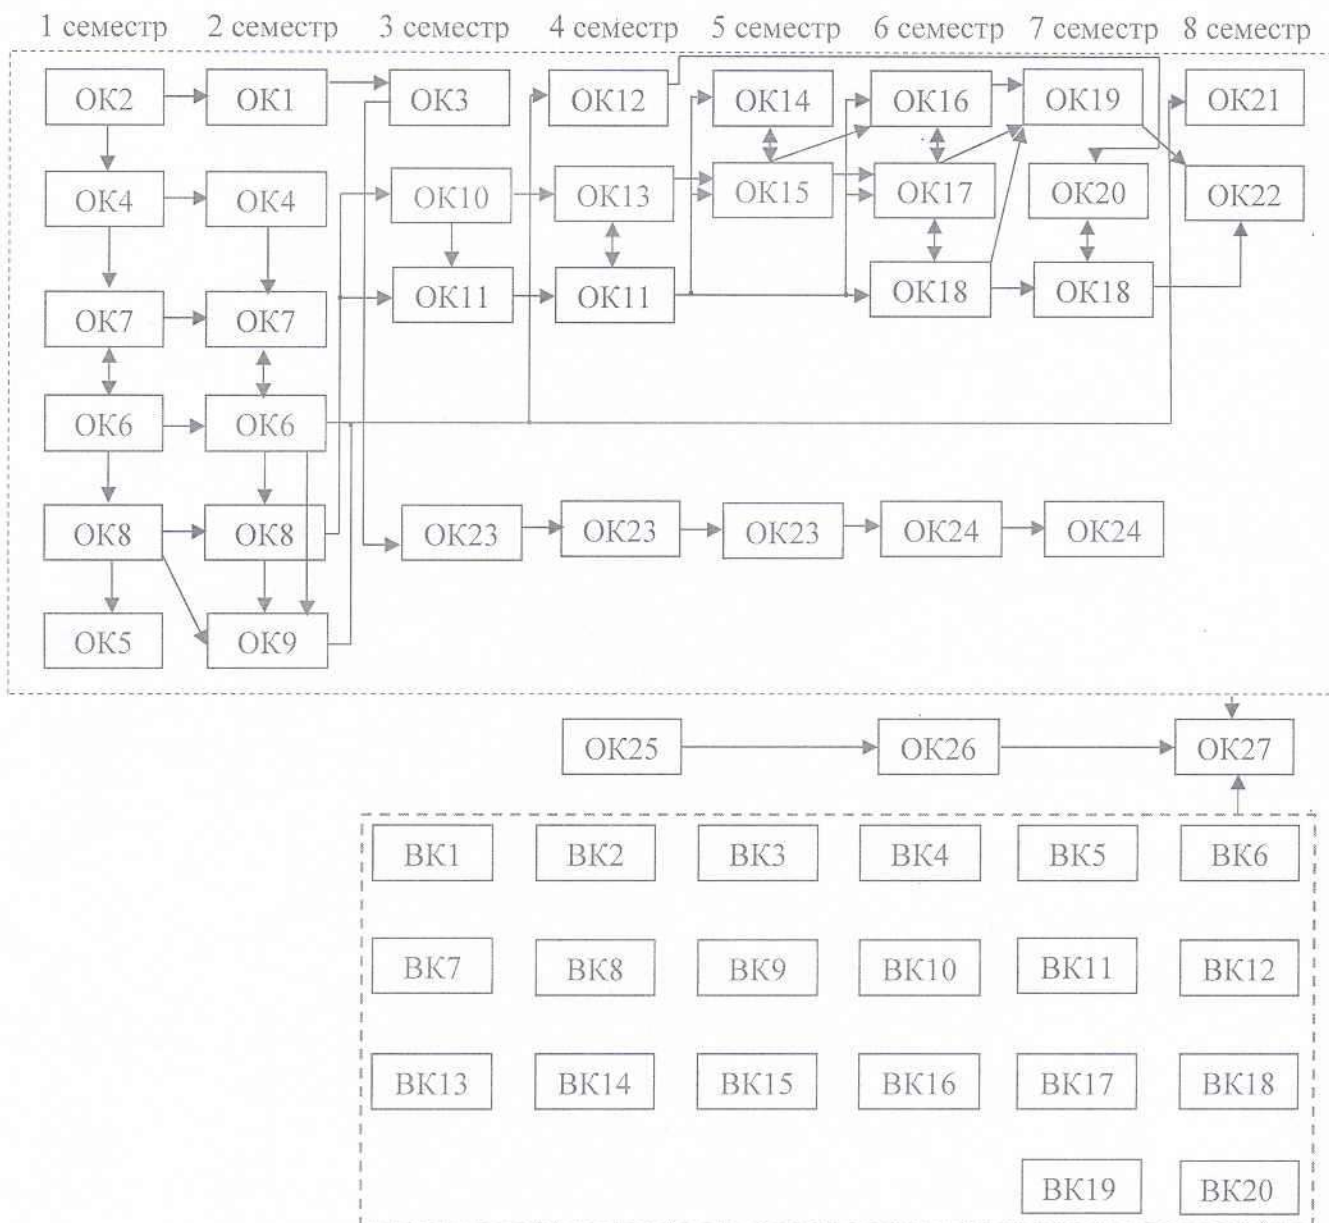 1 семестр 2 семестр 3 семестр 4 семестр 5 семестр 6 семестр 7 семестр 8 семестр
ОК2 ОК1 ОК3 ОК12 ОК14 ОК16 ОК19 ОК21
ОК4 ОК4 ОК10 ОК13 ОК15 ОК17 ОК20 ОК22
ОК7 ОК7 ОК11 ОК11 ОК18 ОК18
ОК6 ОК6
ОК8 ОК8 ОК23 ОК23 ОК23 ОК24 ОК24
ОК5 ОК9
ОК25 ОК26 ОК27
ВК1 ВК2 ВК3 ВК4 ВК5 ВК6
ВК7 ВК8 ВК9 ВК10 ВК11 ВК12
ВК13 ВК14 ВК15 ВК16 ВК17 ВК18
ВК19 ВК20